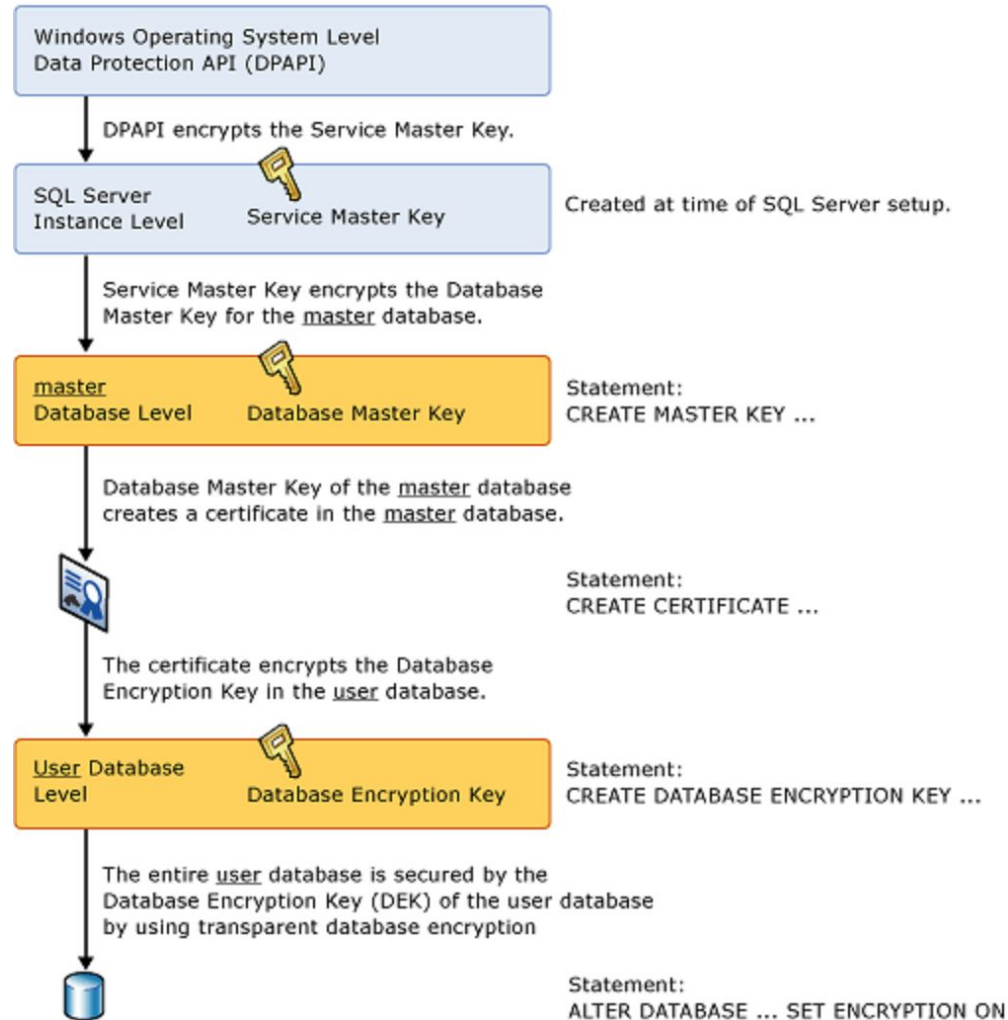 Windows Operating System Level
Data Protection API (DPAPI)
DPAPI encrypts the Service Master Key.
SQL Server
Instance Level
Service Master Key
Created at time of SQL Server setup.
Service Master Key encrypts the Database
Master Key for the master database.
master
Database Level
Database Master Key
Statement:
CREATE MASTER KEY ...
Database Master Key of the master database
creates a certificate in the master database.
Statement:
CREATE CERTIFICATE ...
The certificate encrypts the Database
Encryption Key in the user database.
User Database
Level
Database Encryption Key
Statement:
CREATE DATABASE ENCRYPTION KEY ...
The entire user database is secured by the
Database Encryption Key (DEK) of the user database
by using transparent database encryption
Statement:
ALTER DATABASE ... SET ENCRYPTION ON